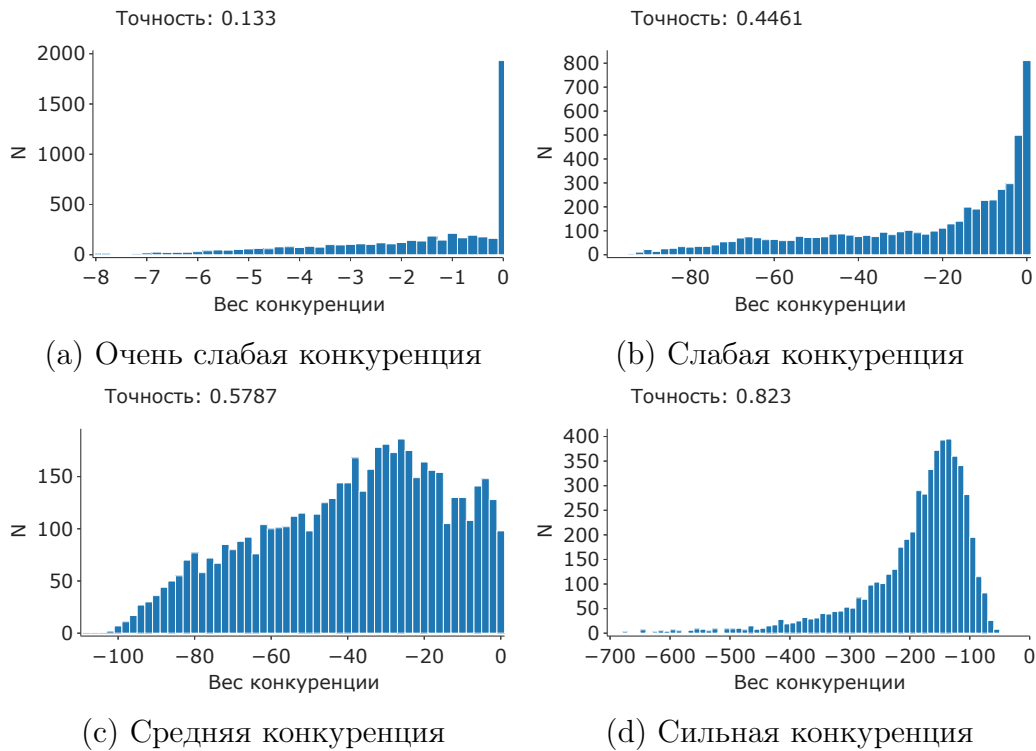 Точность: 0.133
2000
1500
1000
500
0
N
−8 −7 −6 −5 −4 −3 −2 −1 0
Вес конкуренции
(a) Очень слабая конкуренция
Точность: 0.4461
800
700
600
500
400
300
200
100
0
N
−80 −60 −40 −20 0
Вес конкуренции
(b) Слабая конкуренция
Точность: 0.5787
150
100
50
0
N
−100 −80 −60 −40 −20 0
Вес конкуренции
(c) Средняя конкуренция
Точность: 0.823
400
350
300
250
200
150
100
50
0
N
−700 −600 −500 −400 −300 −200 −100 0
Вес конкуренции
(d) Сильная конкуренция